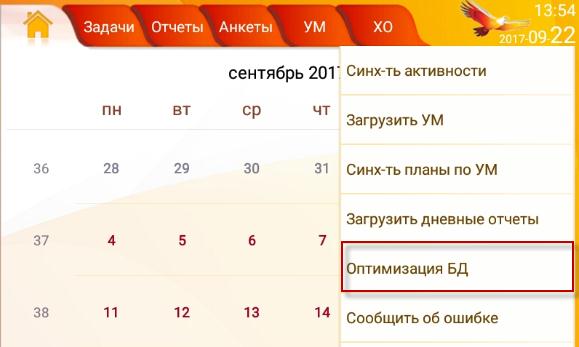 Задачи Отчеты Анкеты УМ ХО
13:54
2017-09-22
сентябрь 2017
пн вт ср чт
36 28 29 30 31
37 4 5 6 7
38 11 12 13 14
Синх-ть активности
Загрузить УМ
Синх-ть планы по УМ
Загрузить дневные отчеты
Оптимизация БД
Сообщить об ошибке